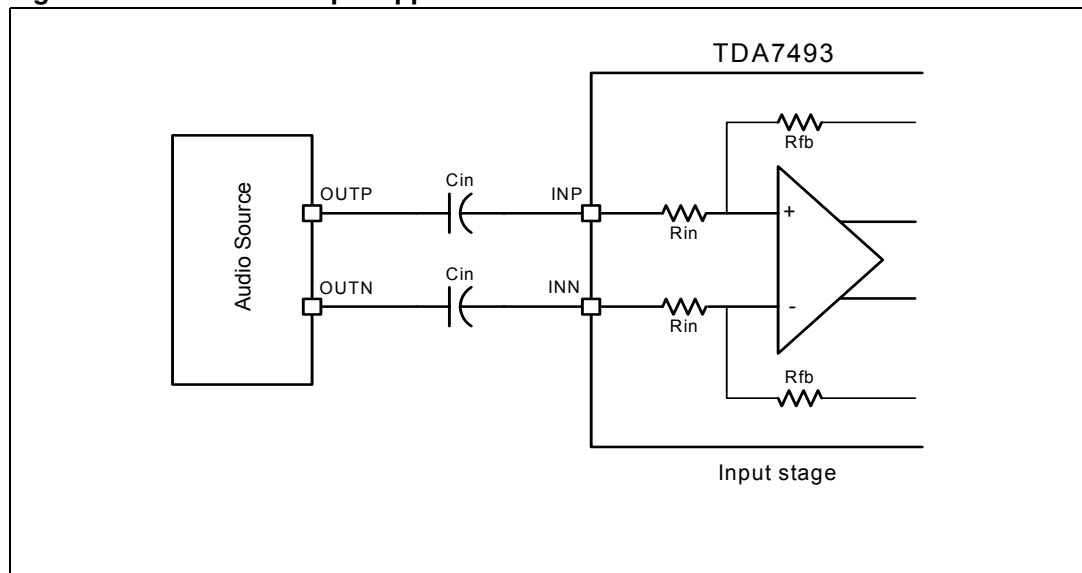 TDA7493
Rfb
Audio Source
OUTP
Cin
INP
Rin
+
OUTN
Cin
INN
Rin
-
Rfb
Input stage